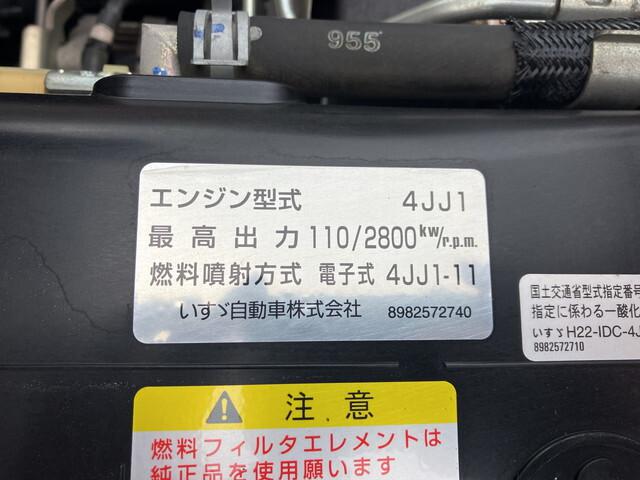 955
エンジン型式 4JJ1
最高出力 110/2800kw/r.p.m.
燃料噴射方式 電子式 4JJ1-11
いすゞ自動車株式会社 8982572740
国土交通省型式指定番号
指定に係わる一酸化
いすゞH22-IDC-4J
8982572710
注意
燃料フィルタエレメントは
純正品を使用願います